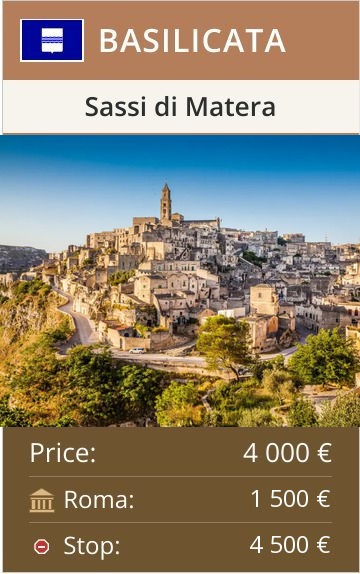 BASILICATA
Sassi di Matera
Price: 4 000 €
Roma: 1 500 €
Stop: 4 500 €